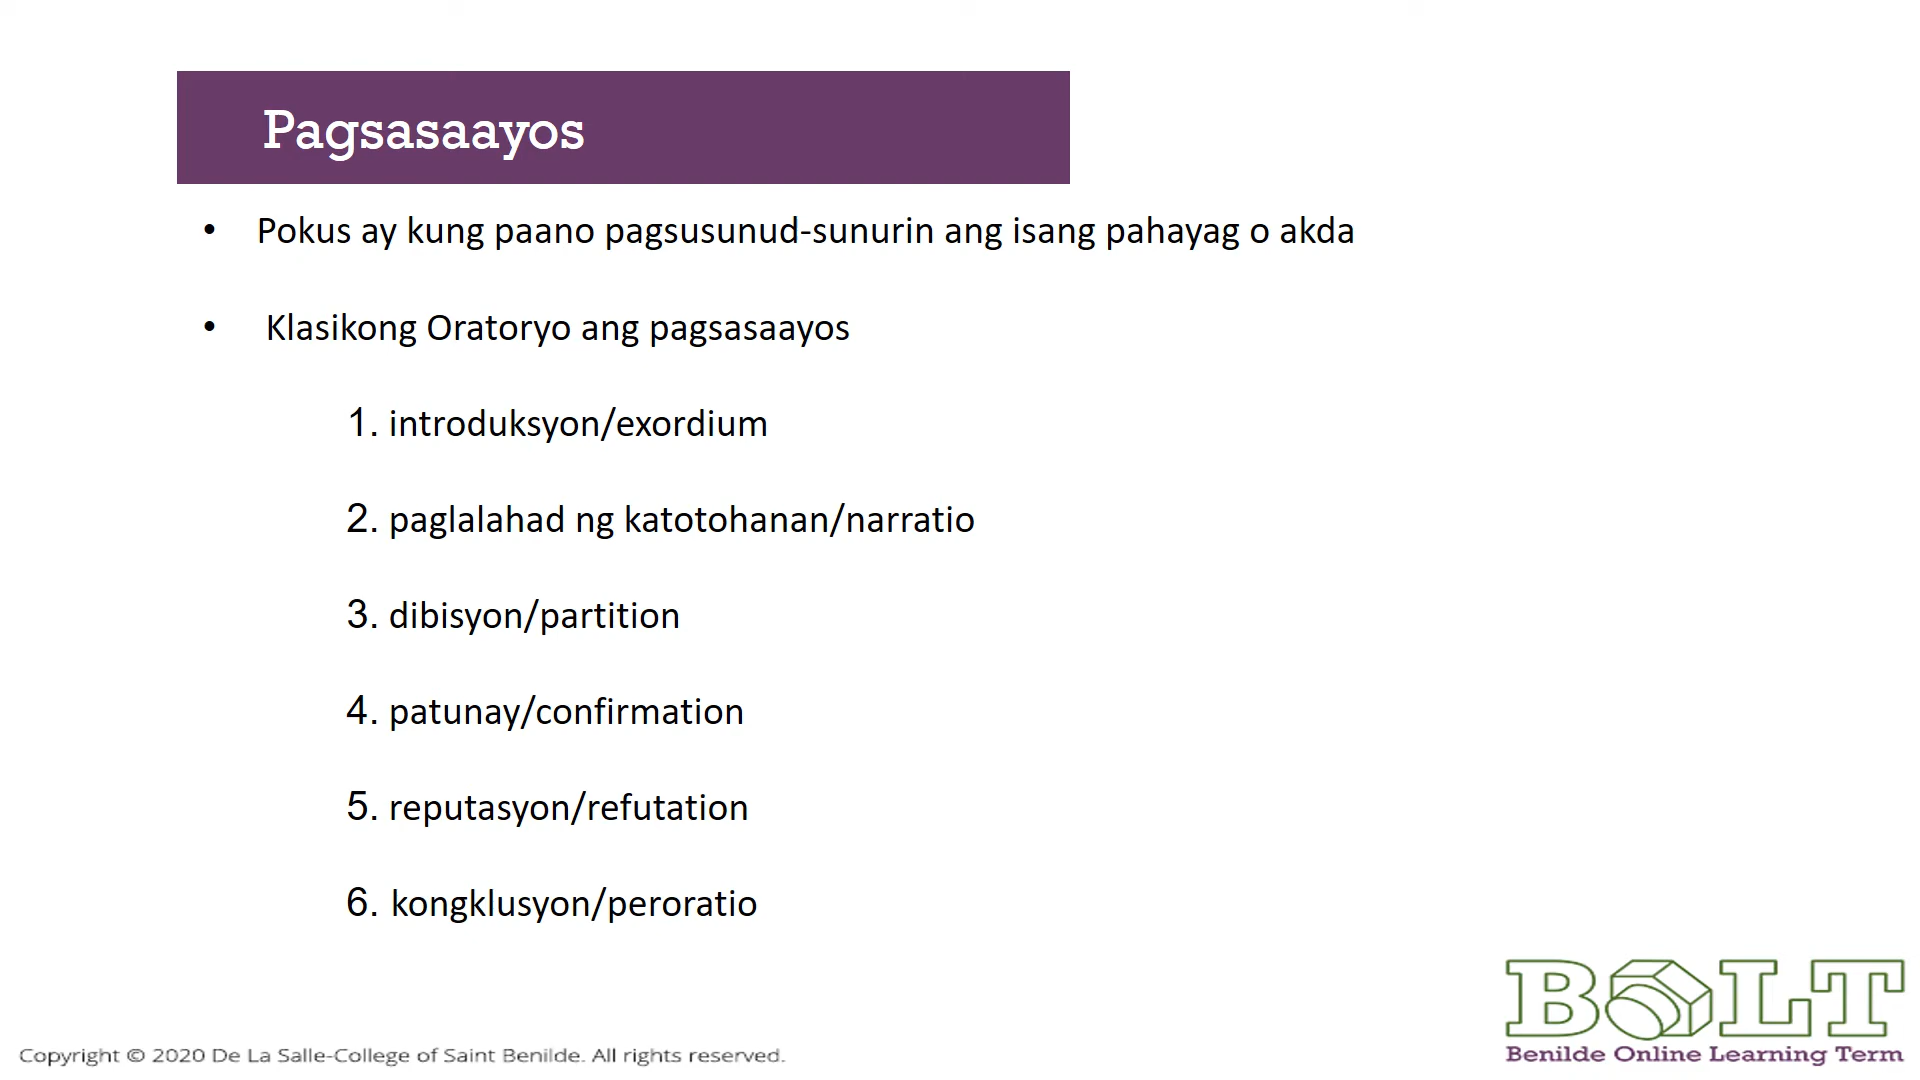 Pagsasaayos
• Pokus ay kung paano pagsusunud-sunurin ang isang pahayag o akda
• Klasikong Oratoryo ang pagsasaayos
1. introduksyon/exordium
2. paglalahad ng katotohanan/narratio
3. dibisyon/partition
4. patunay/confirmation
5. reputasyon/refutation
6. kongklusyon/peroratio
BOLT
Benilde Online Learning Term
Copyright © 2020 De La Salle-College of Saint Benilde. All rights reserved.